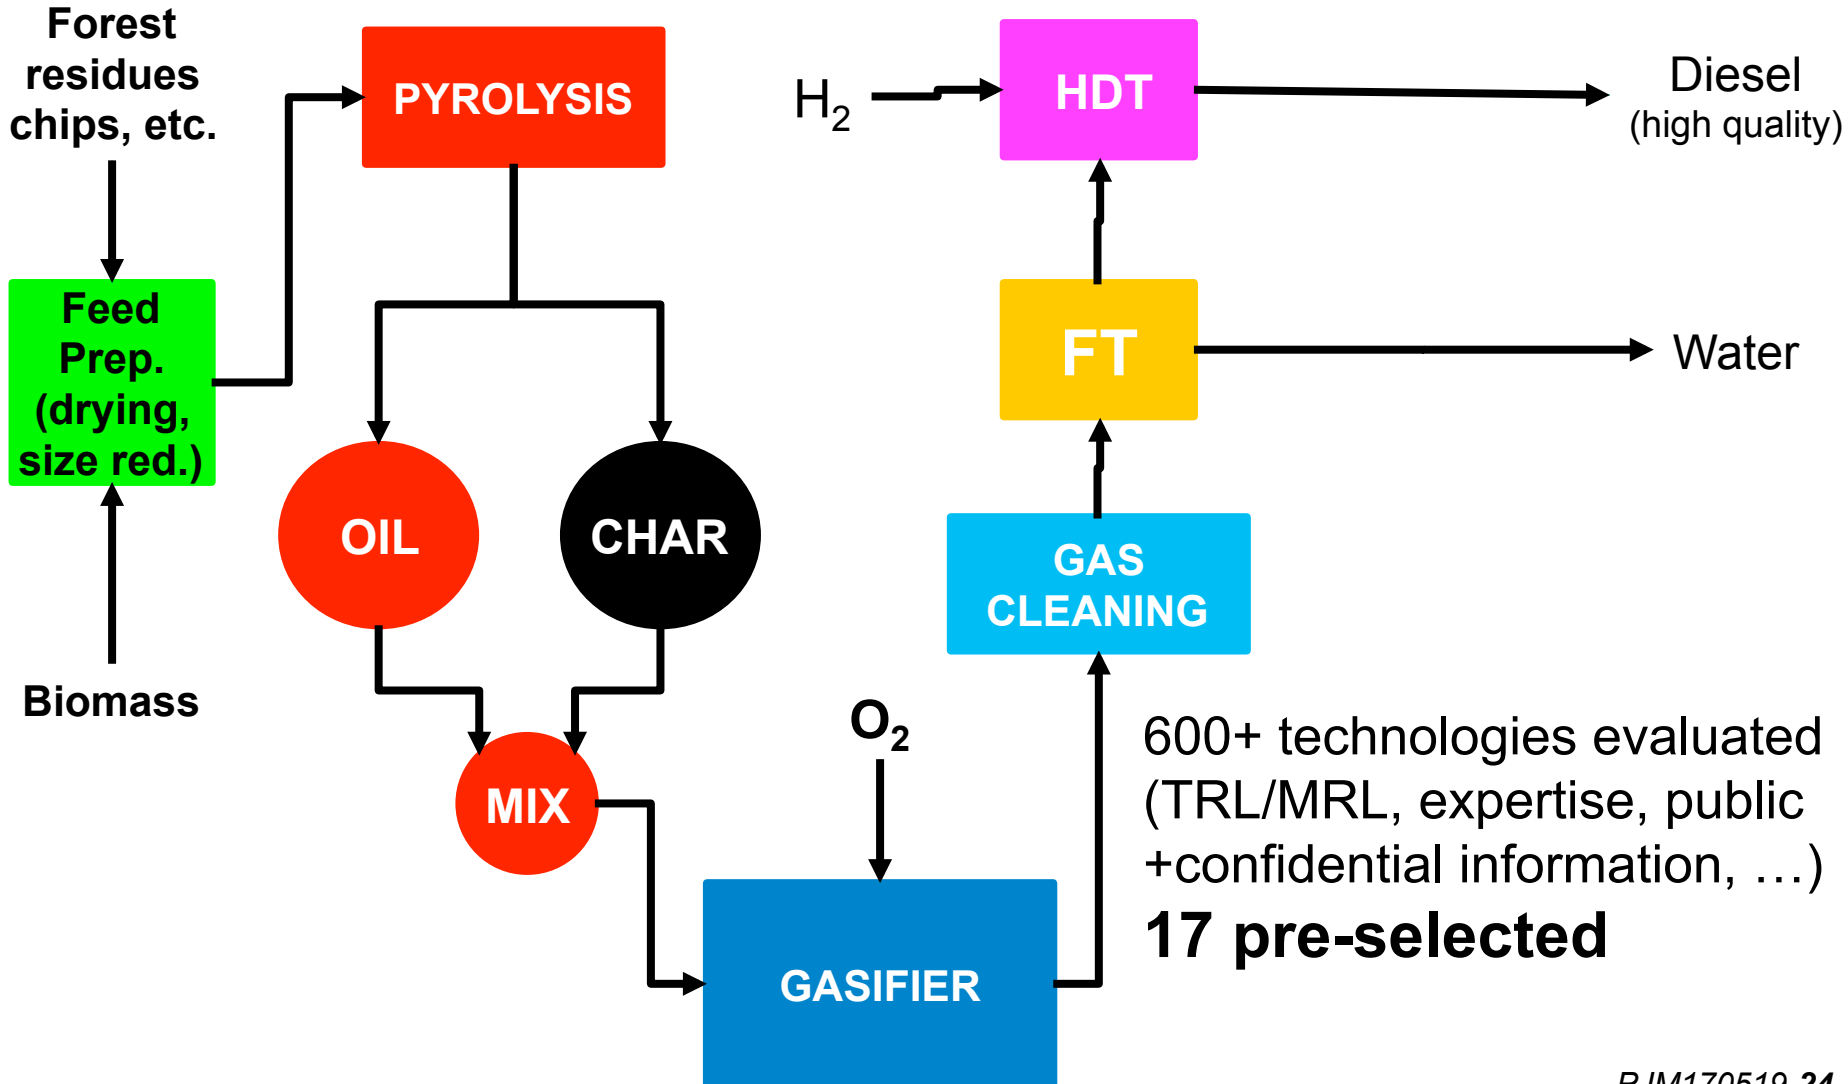 Forest
residues
chips, etc.
PYROLYSIS
H₂
HDT
Diesel
(high quality)
Feed
Prep.
(drying,
size red.)
FT
Water
OIL
CHAR
GAS
CLEANING
Biomass
O₂
MIX
600+ technologies evaluated
(TRL/MRL, expertise, public
+confidential information, …)
17 pre-selected
GASIFIER